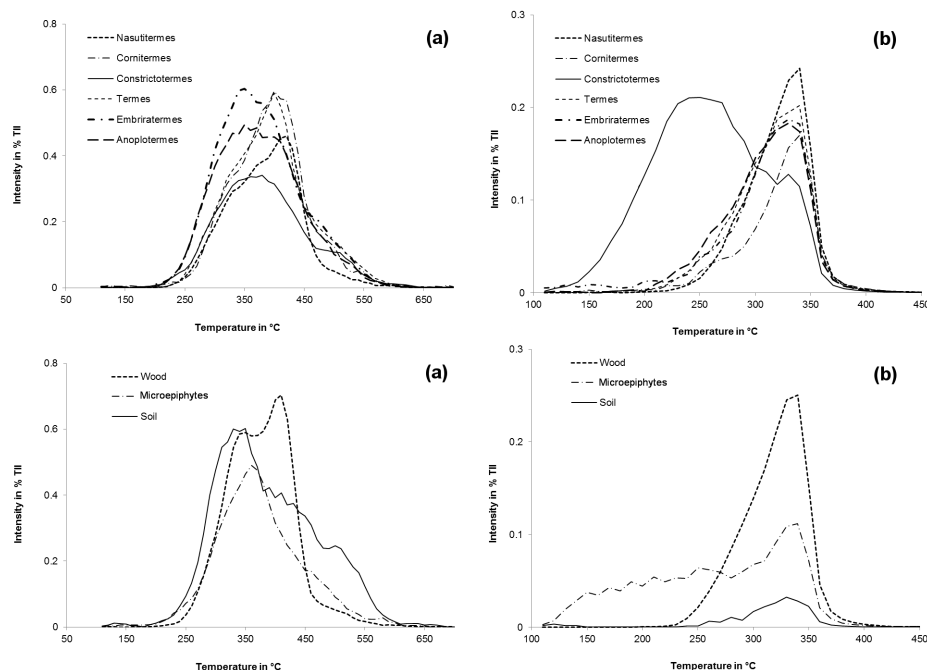 (a)
Nasutitermes
Cornitermes
Constrictotermes
Termes
Embriratermes
Anoplotermes
Intensity in % TII
0.8
0.6
0.4
0.2
0
50 150 250 350 450 550 650
Temperature in °C
(b)
Nasutitermes
Cornitermes
Constrictotermes
Termes
Embriratermes
Anoplotermes
Intensity in % TII
0.3
0.2
0.1
0
100 150 200 250 300 350 400 450
Temperature in °C
(a)
Wood
Microepiphytes
Soil
Intensity in % TII
0.8
0.6
0.4
0.2
0
50 150 250 350 450 550 650
Temperature in °C
(b)
Wood
Microepiphytes
Soil
Intensity in % TII
0.3
0.2
0.1
0
100 150 200 250 300 350 400 450
Temperature in °C